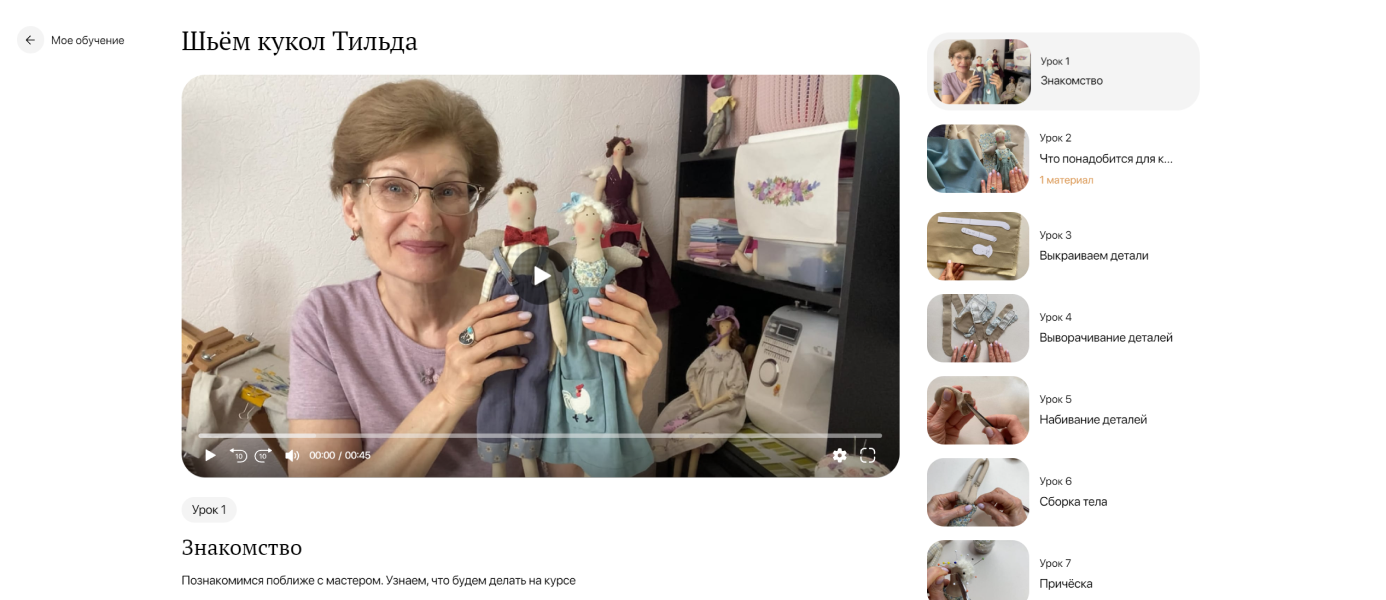 Мое обучение
Шьём кукол Тильда
10 10 00:00 / 00:45
Урок 1
Знакомство
Познакомимся поближе с мастером. Узнаем, что будем делать на курсе
Урок 1
Знакомство
Урок 2
Что понадобится для к...
1 материал
Урок 3
Выкраиваем детали
Урок 4
Выворачивание деталей
Урок 5
Набивание деталей
Урок 6
Сборка тела
Урок 7
Причёска